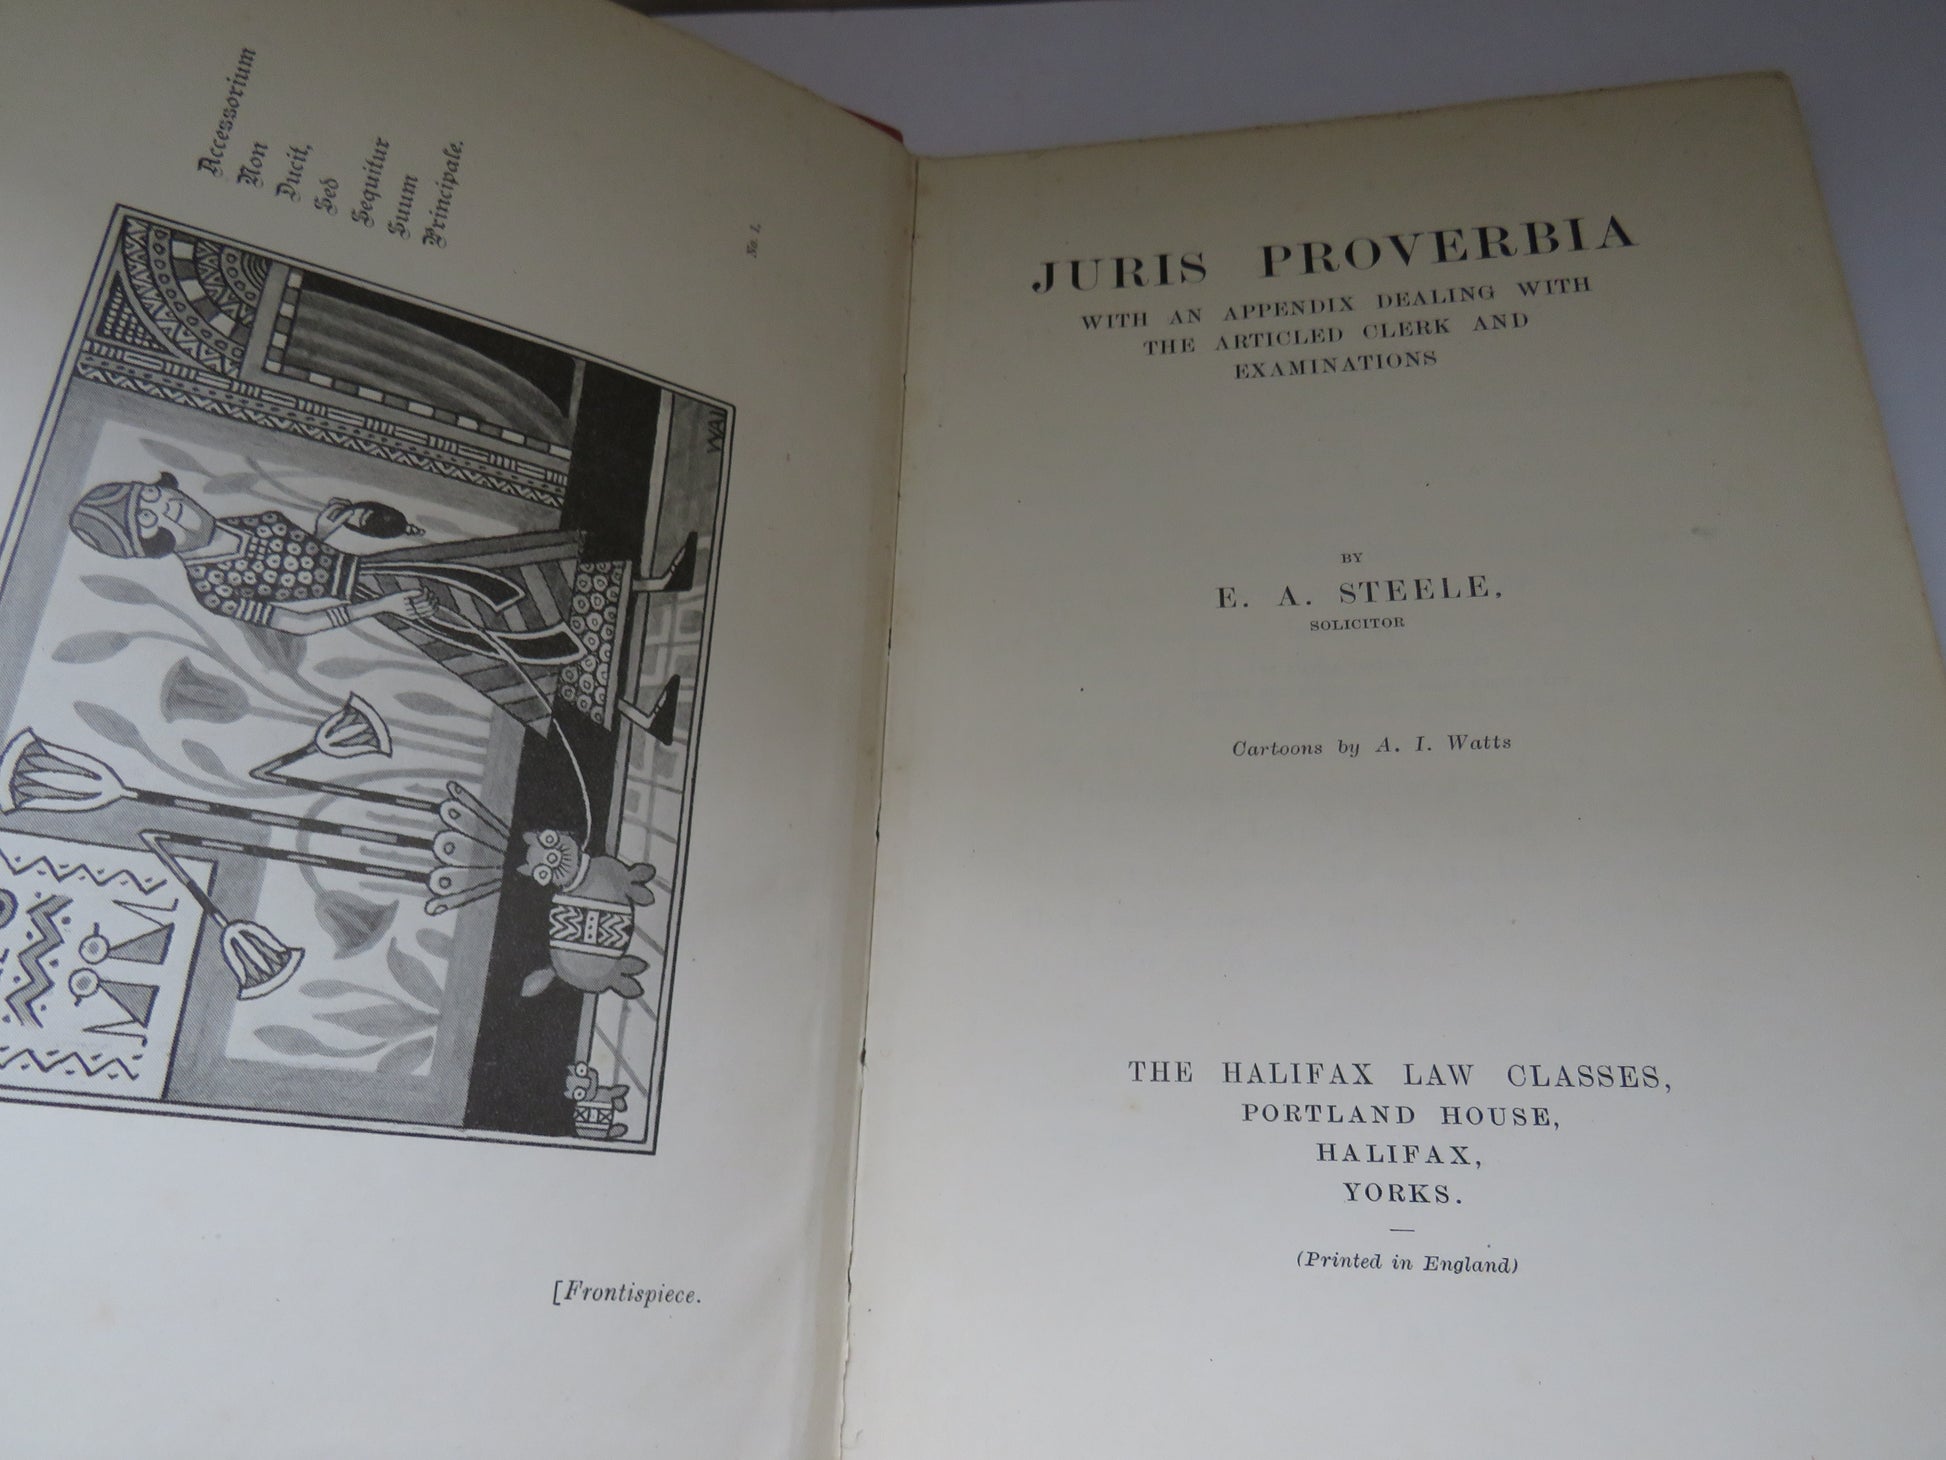 Accessorium
Non
Ducit,
Sed
Sequitur
Suum
Principale.
No. 1.
WAI
[Frontispiece.
JURIS PROVERBIA
WITH AN APPENDIX DEALING WITH
THE ARTICLED CLERK AND
EXAMINATIONS
BY
E. A. STEELE,
SOLICITOR
Cartoons by A. I. Watts
THE HALIFAX LAW CLASSES,
PORTLAND HOUSE,
HALIFAX,
YORKS.
(Printed in England)